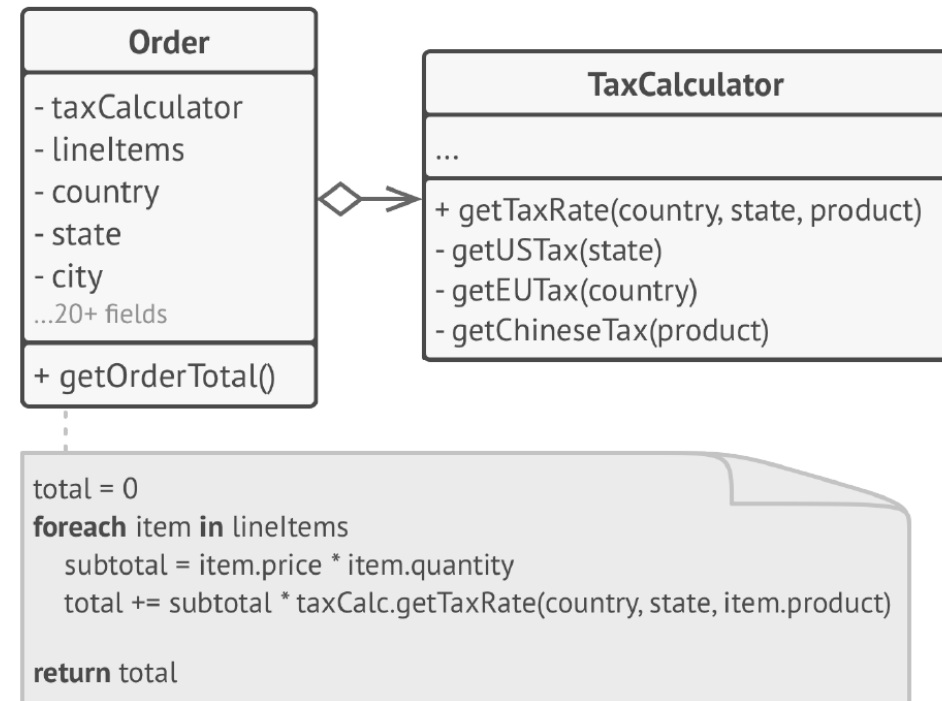 Order
- taxCalculator
- lineItems
- country
- state
- city
...20+ fields
+ getOrderTotal()
TaxCalculator
...
+ getTaxRate(country, state, product)
- getUSTax(state)
- getEUTax(country)
- getChineseTax(product)
total = 0
foreach item in lineItems
subtotal = item.price * item.quantity
total += subtotal * taxCalc.getTaxRate(country, state, item.product)
return total